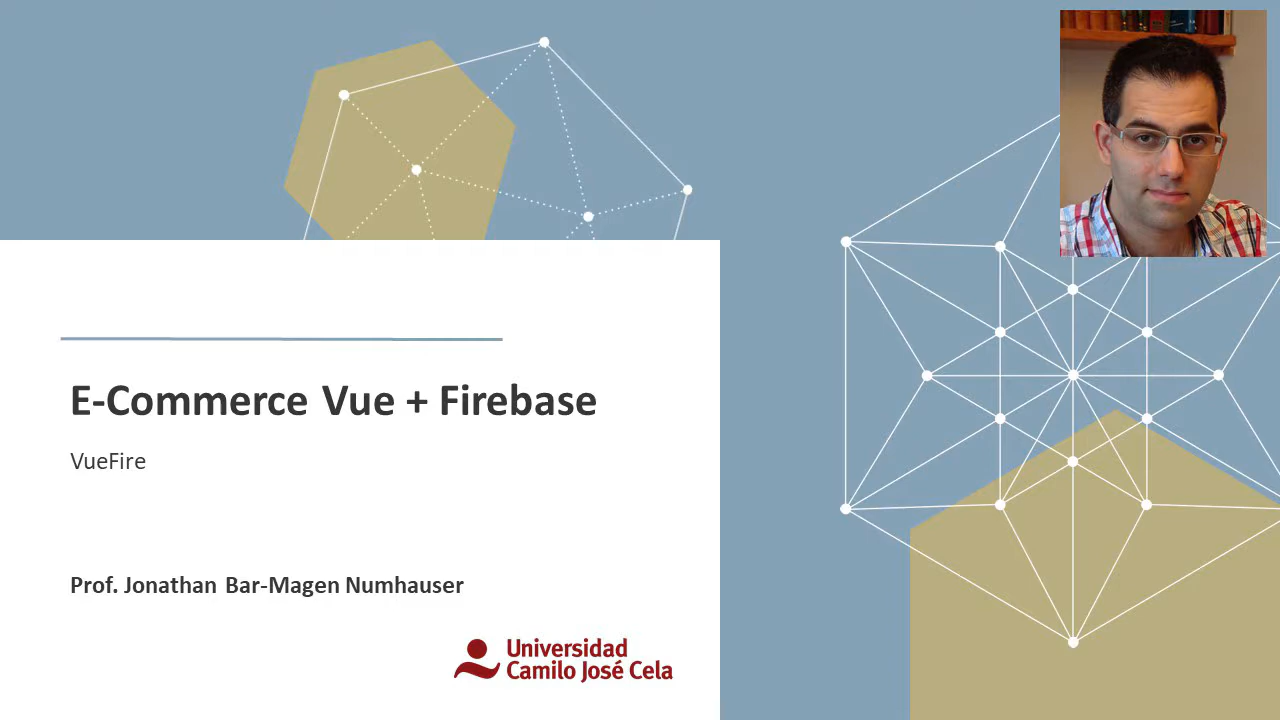 E-Commerce Vue + Firebase
VueFire
Prof. Jonathan Bar-Magen Numhauser
Universidad
Camilo José Cela